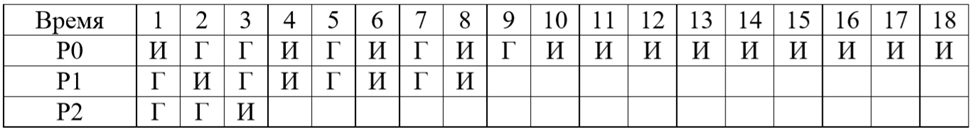 Время 1 2 3 4 5 6 7 8 9 10 11 12 13 14 15 16 17 18
P0 И Г Г И Г И Г И Г И И И И И И И И И
P1 Г И Г И Г И Г И
P2 Г Г И